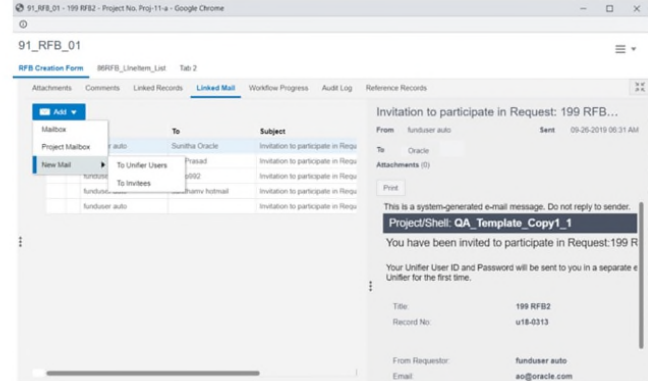 91_RFB_01 - 199 RFB2 - Project No. Proj-11-a - Google Chrome
91_RFB_01
RFB Creation Form 86RFB_LineItem_List Tab 2
Attachments Comments Linked Records Linked Mail Workflow Progress Audit Log Reference Records
Add
Mailbox
Project Mailbox
New Mail
To Unifier Users
To Invitees
To Subject
auto Sunitha Oracle Invitation to participate in Requ
Prasad Invitation to participate in Requ
Invitation to participate in Requ
hotmail Invitation to participate in Requ
funduser auto Invitation to participate in Requ
Invitation to participate in Request: 199 RFB...
From funduser auto Sent 09-26-2019 06:31 AM
To Oracle
Attachments (0)
Print
This is a system-generated e-mail message. Do not reply to sender.
Project/Shell: QA_Template_Copy1_1
You have been invited to participate in Request:199 R
Your Unifier User ID and Password will be sent to you in a separate e
Unifier for the first time.
Title: 199 RFB2
Record No: u18-0313
From Requestor: funduser auto
Email: ao@oracle.com